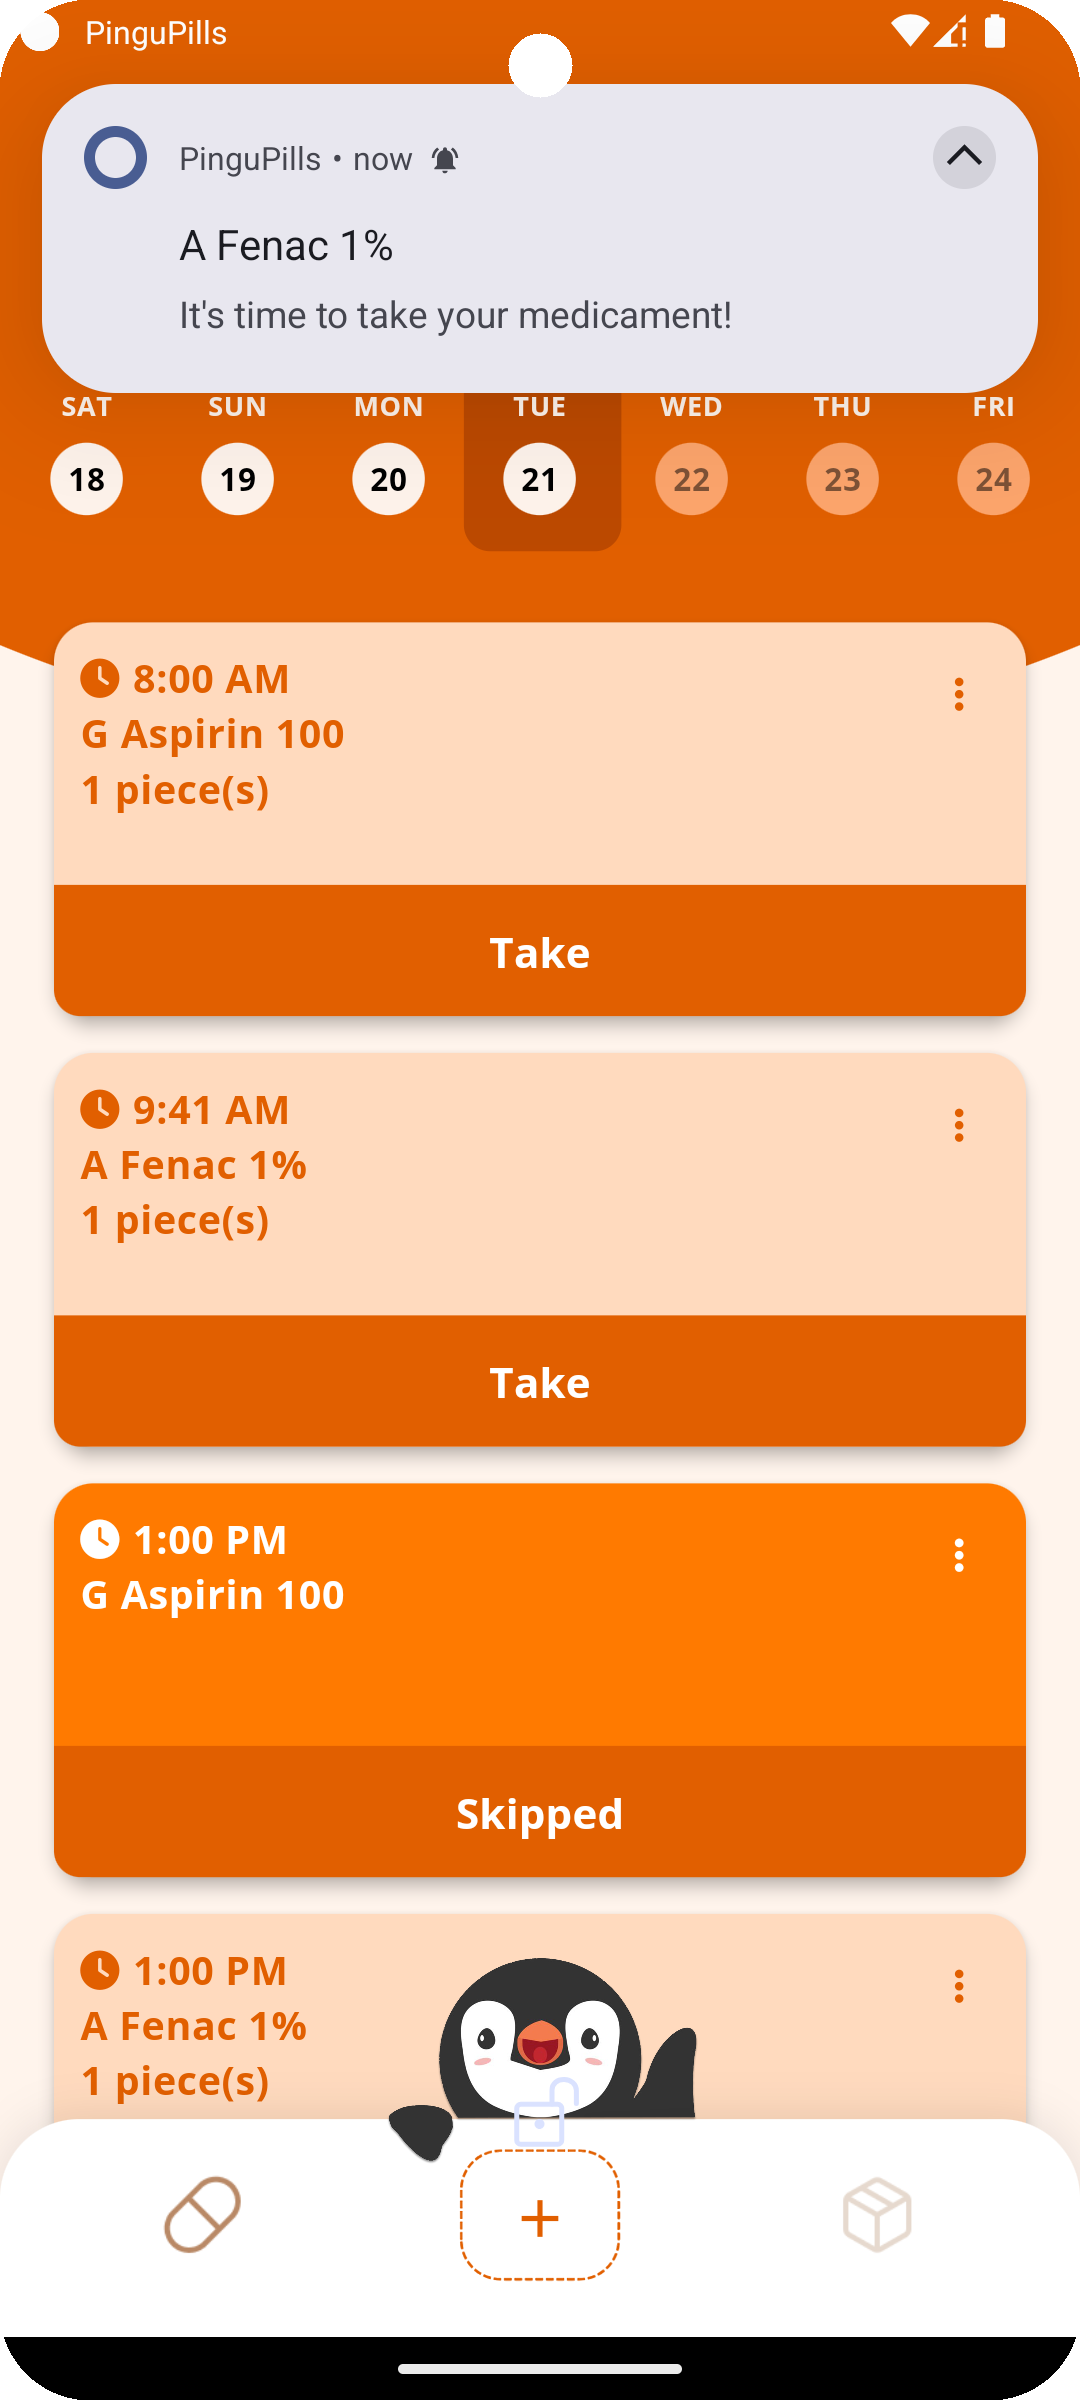 PinguPills
PinguPills • now
A Fenac 1%
It's time to take your medicament!
SAT SUN MON TUE WED THU FRI
18 19 20 21 22 23 24
8:00 AM
G Aspirin 100
1 piece(s)
Take
9:41 AM
A Fenac 1%
1 piece(s)
Take
1:00 PM
G Aspirin 100
Skipped
1:00 PM
A Fenac 1%
1 piece(s)